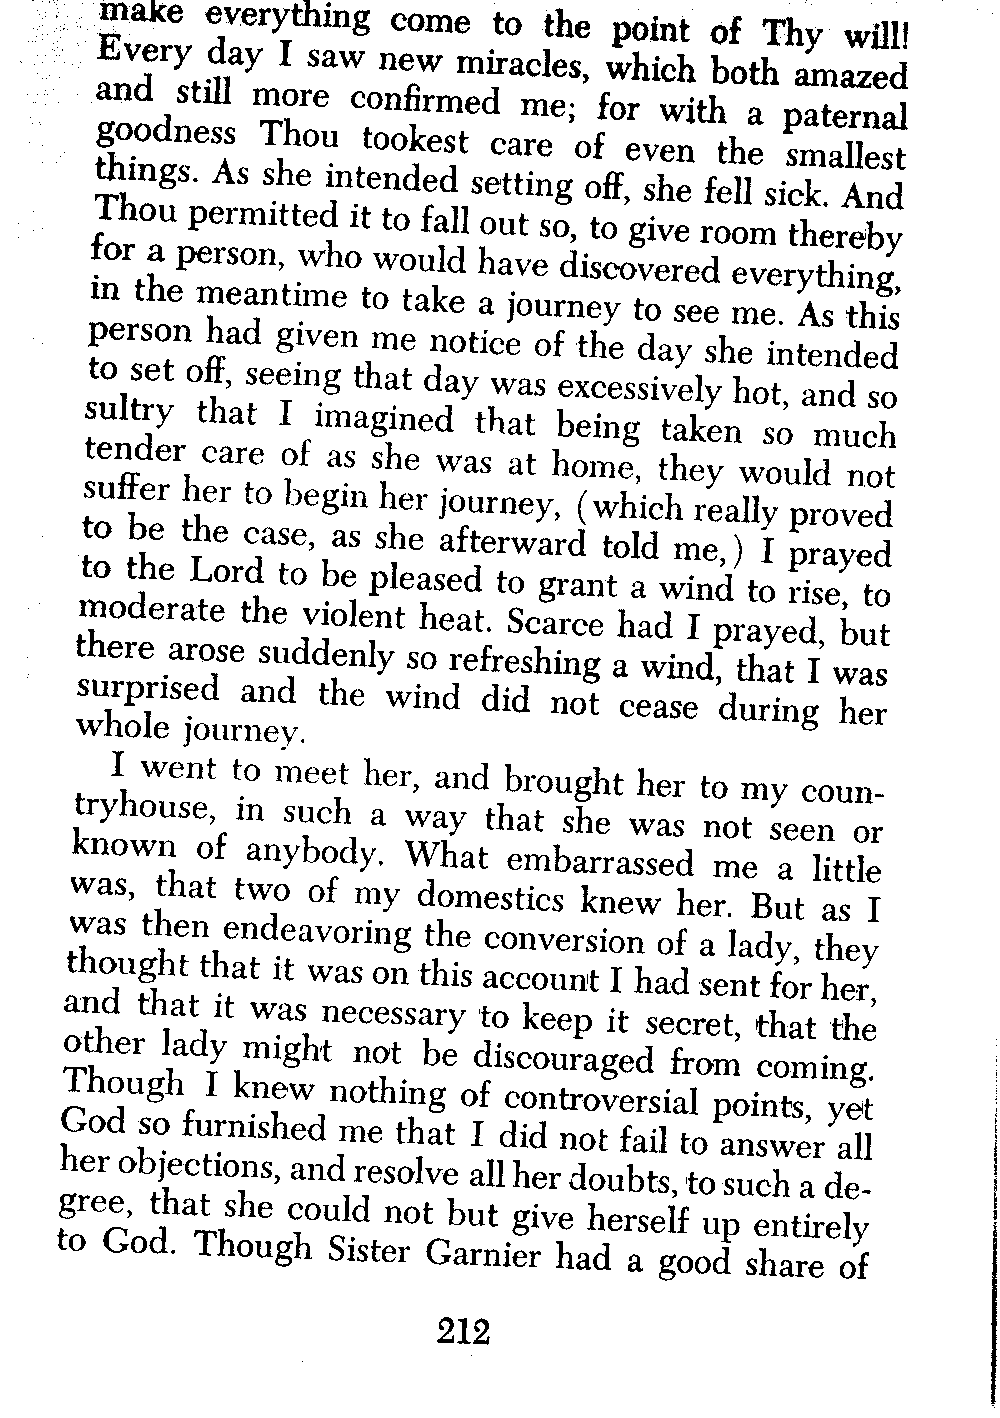 make everything come to the point of Thy will!
Every day I saw new miracles, which both amazed
and still more confirmed me; for with a paternal
goodness Thou tookest care of even the smallest
things. As she intended setting off, she fell sick. And
Thou permitted it to fall out so, to give room thereby
for a person, who would have discovered everything,
in the meantime to take a journey to see me. As this
person had given me notice of the day she intended
to set off, seeing that day was excessively hot, and so
sultry that I imagined that being taken so much
tender care of as she was at home, they would not
suffer her to begin her journey, (which really proved
to be the case, as she afterward told me,) I prayed
to the Lord to be pleased to grant a wind to rise, to
moderate the violent heat. Scarce had I prayed, but
there arose suddenly so refreshing a wind, that I was
surprised and the wind did not cease during her
whole journey.
I went to meet her, and brought her to my coun-
tryhouse, in such a way that she was not seen or
known of anybody. What embarrassed me a little
was, that two of my domestics knew her. But as I
was then endeavoring the conversion of a lady, they
thought that it was on this account I had sent for her,
and that it was necessary to keep it secret, that the
other lady might not be discouraged from coming.
Though I knew nothing of controversial points, yet
God so furnished me that I did not fail to answer all
her objections, and resolve all her doubts, to such a de-
gree, that she could not but give herself up entirely
to God. Though Sister Garnier had a good share of
212